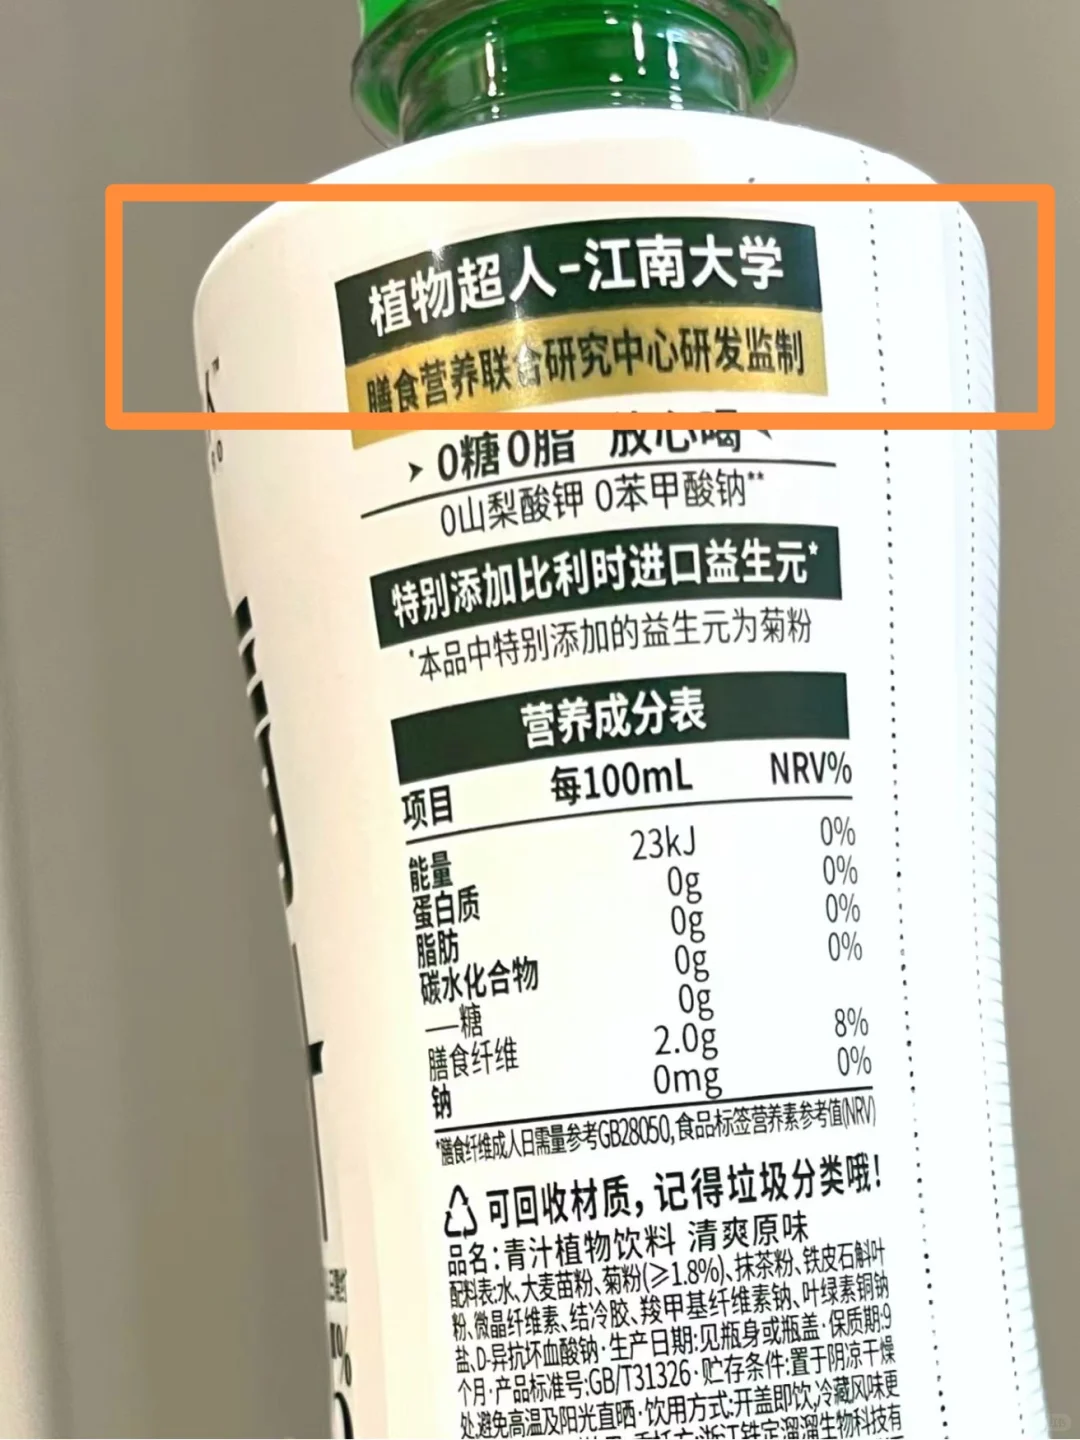 植物超人-江南大学
膳食营养联合研究中心研发监制
0糖0脂 放心喝
0山梨酸钾 0苯甲酸钠**
特别添加比利时进口益生元*
*本品中特别添加的益生元为菊粉
营养成分表
项目 每100mL NRV%
能量 23kJ 0%
蛋白质 0g 0%
脂肪 0g 0%
碳水化合物 0g 0%
—糖 0g
膳食纤维 2.0g 8%
钠 0mg 0%
*膳食纤维成人日需量参考GB28050,食品标签营养素参考值(NRV)
可回收材质，记得垃圾分类哦！
品名：青汁植物饮料 清爽原味
配料表:水、大麦苗粉、菊粉(≥1.8%)、抹茶粉、铁皮石斛叶
粉、微晶纤维素、结冷胶、羧甲基纤维素钠、叶绿素铜钠
盐、D-异抗坏血酸钠·生产日期:见瓶身或瓶盖·保质期:9
个月·产品标准号:GB/T31326·贮存条件:置于阴凉干燥
处,避免高温及阳光直晒·饮用方式:开盖即饮,冷藏风味更